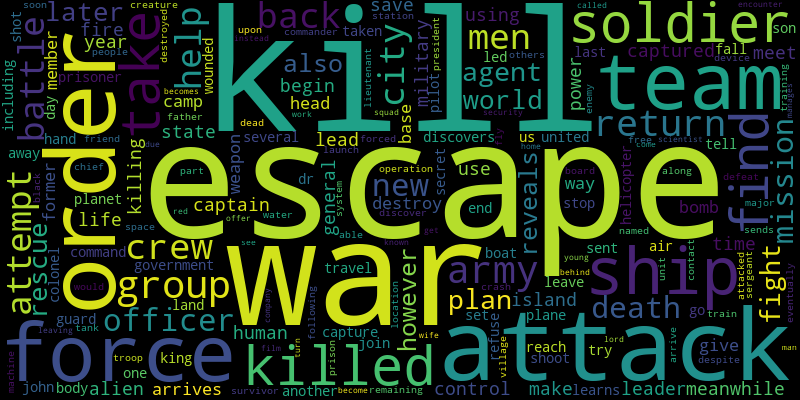 kill
escape
war
attack
order
force
team
ship
soldier
killed
take
battle
help
back
men
city
agent
world
return
find
mission
fight
death
army
plan
group
crew
officer
attempt
rescue
however
new
reveals
captain
also
begin
head
lead
general
use
using
save
later
fire
year
member
day
prisoner
camp
state
several
killing
weapon
dr
secret
destroy
end
discovers
us
united
tell
way
stop
bomb
power
captured
fall
meet
last
son
training
military
pilot
led
others
president
device
enemy
base
taken
lieutenant
squad
commander
instead
upon
creature
destroyed
wounded
station
called
encounter
soon
shot
people
including
hand
friend
father
due
becomes
dead
work
forced
security
fly
home
launch
away
former
chief
planet
life
part
black
red
space
offer
water
operation
discover
system
able
see
known
get
travel
boat
island
sent
leave
named
air
time
major
sends
go
train
contact
unit
attacked
sergeant
eventually
along
board
defeat
helicopter
free
come
scientist
manages
colonel
command
government
would
guard
tank
land
human
capture
join
location
following
company
set
refuse
plane
crash
young
behind
village
lord
reach
try
shoot
give
despite
arrive
control
make
learns
leader
meanwhile
man
king
one
troop
john
body
alien
arrives
leaving
machine
another
remaining
survivor
turn
film
prison
become
wife